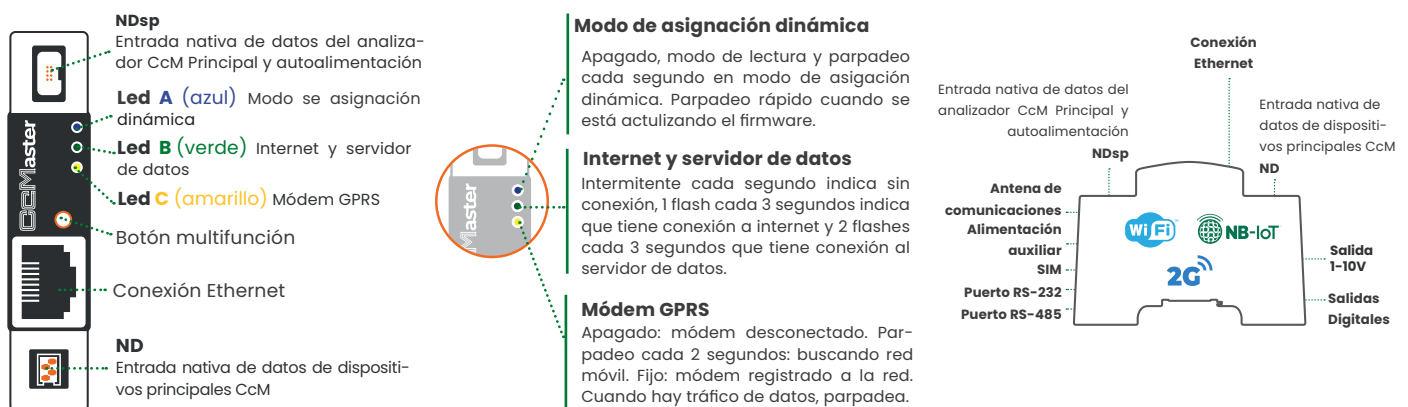 NDsp
Entrada nativa de datos del analiza-
dor CcM Principal y autoalimentación
Led A (azul) Modo se asignación
dinámica
Led B (verde) Internet y servidor
de datos
Led C (amarillo) Módem GPRS
Botón multifunción
Conexión Ethernet
ND
Entrada nativa de datos de dispositi-
vos principales CcM
CcMaster
Master
Modo de asignación dinámica
Apagado, modo de lectura y parpadeo
cada segundo en modo de asigación
dinámica. Parpadeo rápido cuando se
está actulizando el firmware.
Internet y servidor de datos
Intermitente cada segundo indica sin
conexión, 1 flash cada 3 segundos indica
que tiene conexión a internet y 2 flashes
cada 3 segundos que tiene conexión al
servidor de datos.
Módem GPRS
Apagado: módem desconectado. Par-
padeo cada 2 segundos: buscando red
móvil. Fijo: módem registrado a la red.
Cuando hay tráfico de datos, parpadea.
Conexión
Ethernet
Entrada nativa de datos del
analizador CcM Principal y
autoalimentación
NDsp
Entrada nativa de
datos de dispositi-
vos principales CcM
ND
Antena de
comunicaciones
Alimentación
auxiliar
SIM
Puerto RS-232
Puerto RS-485
WiFi
NB-IoT
2G
Salida
1-10V
Salidas
Digitales